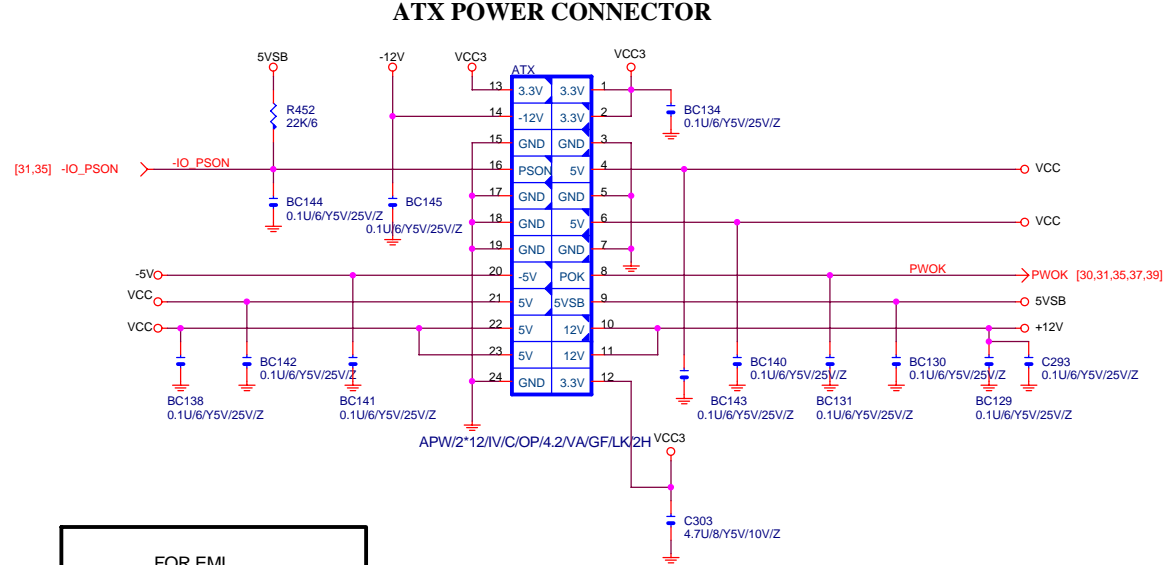 ATX POWER CONNECTOR
5VSB
-12V
VCC3
VCC3
ATX
13 3.3V 3.3V 1
14 -12V 3.3V 2
15 GND GND 3
16 PSON 5V 4
17 GND GND 5
18 GND 5V 6
19 GND GND 7
20 -5V POK 8
21 5V 5VSB 9
22 5V 12V 10
23 5V 12V 11
24 GND 3.3V 12
R452
22K/6
BC134
0.1U/6/Y5V/25V/Z
[31,35] -IO_PSON
-IO_PSON
VCC
BC144
0.1U/6/Y5V/25V/Z
BC145
0.1U/6/Y5V/25V/Z
VCC
-5V
PWOK
PWOK [30,31,35,37,39]
VCC
5VSB
VCC
+12V
BC142
0.1U/6/Y5V/25V/Z
BC140
0.1U/6/Y5V/25V/Z
BC130
0.1U/6/Y5V/25V/Z
C293
0.1U/6/Y5V/25V/Z
BC138
0.1U/6/Y5V/25V/Z
BC141
0.1U/6/Y5V/25V/Z
BC143
0.1U/6/Y5V/25V/Z
BC131
0.1U/6/Y5V/25V/Z
BC129
0.1U/6/Y5V/25V/Z
APW/2*12/IV/C/OP/4.2/VA/GF/LK/2H
VCC3
C303
4.7U/8/Y5V/10V/Z
FOR EMI